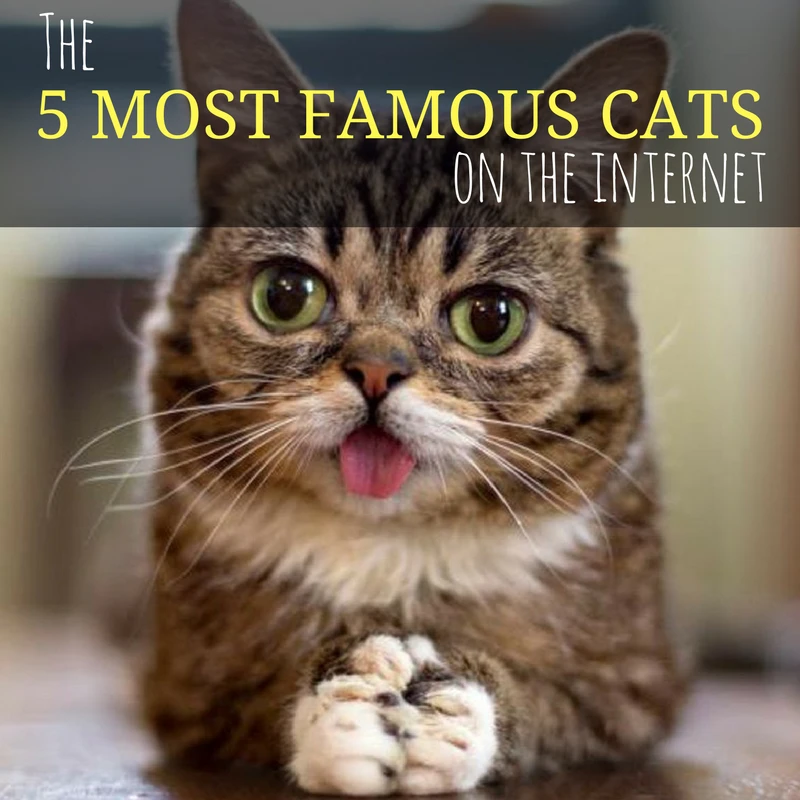 The
5 MOST FAMOUS CATS
ON THE INTERNET